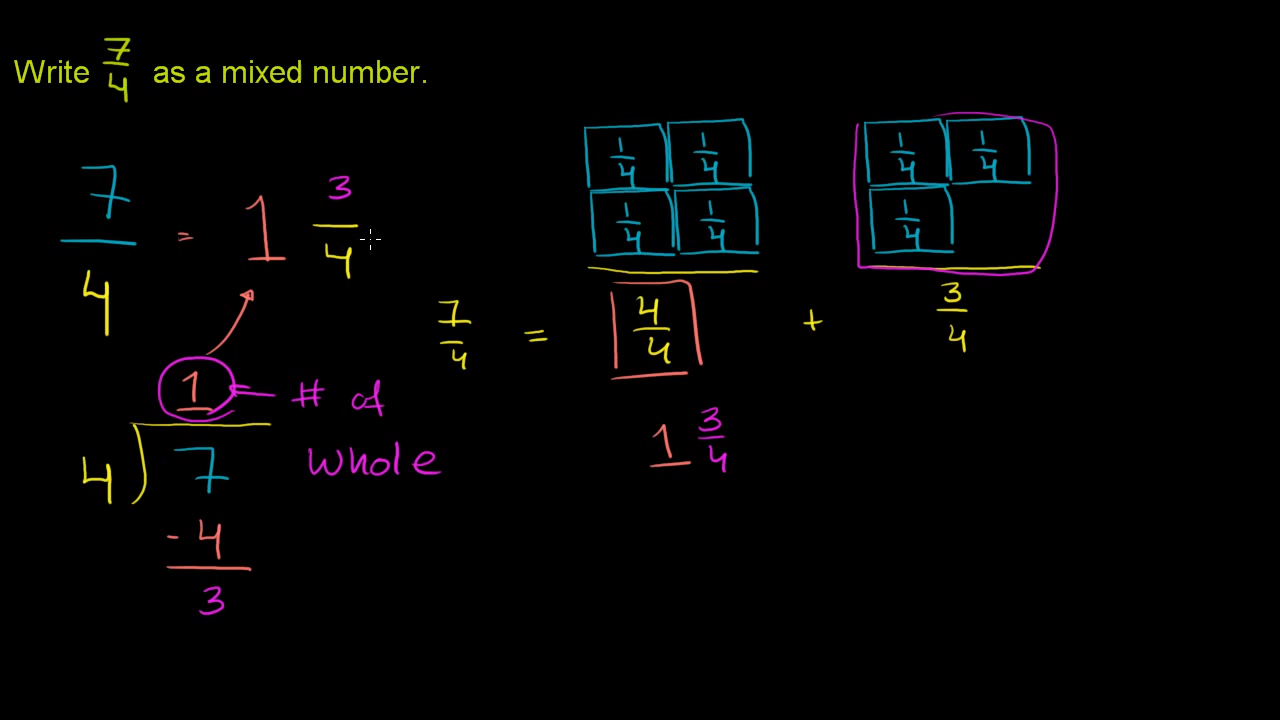 Write 7/4 as a mixed number.
7/4 = 1 3/4
1 # of
whole
4 7
- 4
3
1/4 1/4
1/4 1/4
1/4 1/4
1/4
7/4 = 4/4 + 3/4
1 3/4